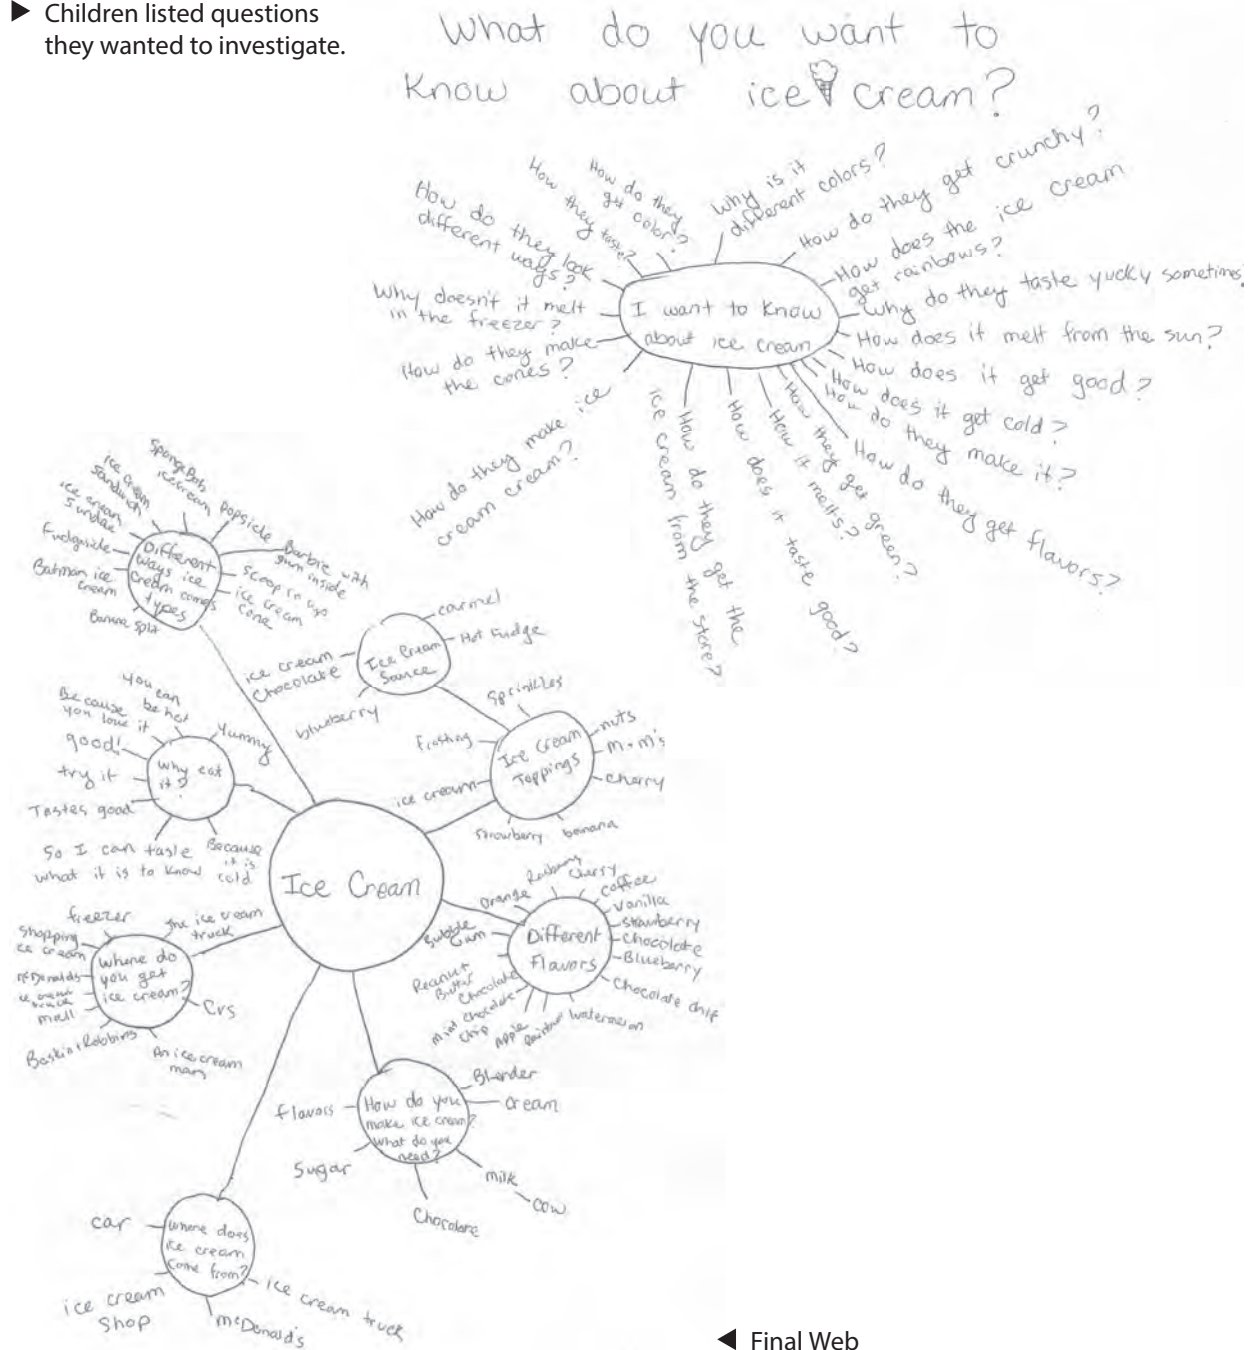 Children listed questions
they wanted to investigate.
What do you want to
Know about ice cream?
I want to know
about ice cream
Why is it
different colors?
How do they get crunchy?
How does the ice cream
get rainbows?
Why do they taste yucky sometimes
How does it melt from the sun?
How does it get good?
How does it get cold?
How do they make it?
How do they get flavors?
How they get green?
How it melts?
How does it taste good?
How do they get the
ice cream from the store?
How do they make ice
cream cream?
How do they make
the cones?
Why doesn't it melt
in the freezer?
How do they look
different ways?
How they taste?
How do they
get color?
Different
ways ice
cream comes
types
Banana split
Batman ice
cream
Fudgsicle
ice cream
Sundae
ice cream
sandwich
SpongeBob
icecream
popsicle
Barbie with
gum inside
Scoop in
ice cream
cone
Ice Cream
Sauce
carmel
Hot Fudge
ice cream
Chocolate
blueberry
Ice Cream
Toppings
Sprinkles
nuts
M+M's
cherry
banana
strawberry
ice cream
frosting
Why eat
it?
you can
be hot
Yummy
Because
you love it
good!
try it
Tastes good
So I can taste
what it is to know
Because
it is
cold
Ice Cream
Different
Flavors
Orange
Cherry
Coffee
Vanilla
Strawberry
Chocolate
Blueberry
Chocolate chip
Watermelon
Rainbow
Apple
Mint
Chocolate
Chip
Chocolate
Peanut
Butter
Bubble
Gum
Where do
you get
ice cream?
freezer
The ice cream
truck
Shopping
ice cream
McDonalds
ice cream
truck
mall
Baskin Robbins
An ice cream
man
Cvs
How do you
make ice cream?
What do you
need?
Blender
cream
milk
cow
Chocolate
Sugar
flavors
Where does
ice cream
come from?
car
ice cream
Shop
McDonald's
ice cream truck
Final Web